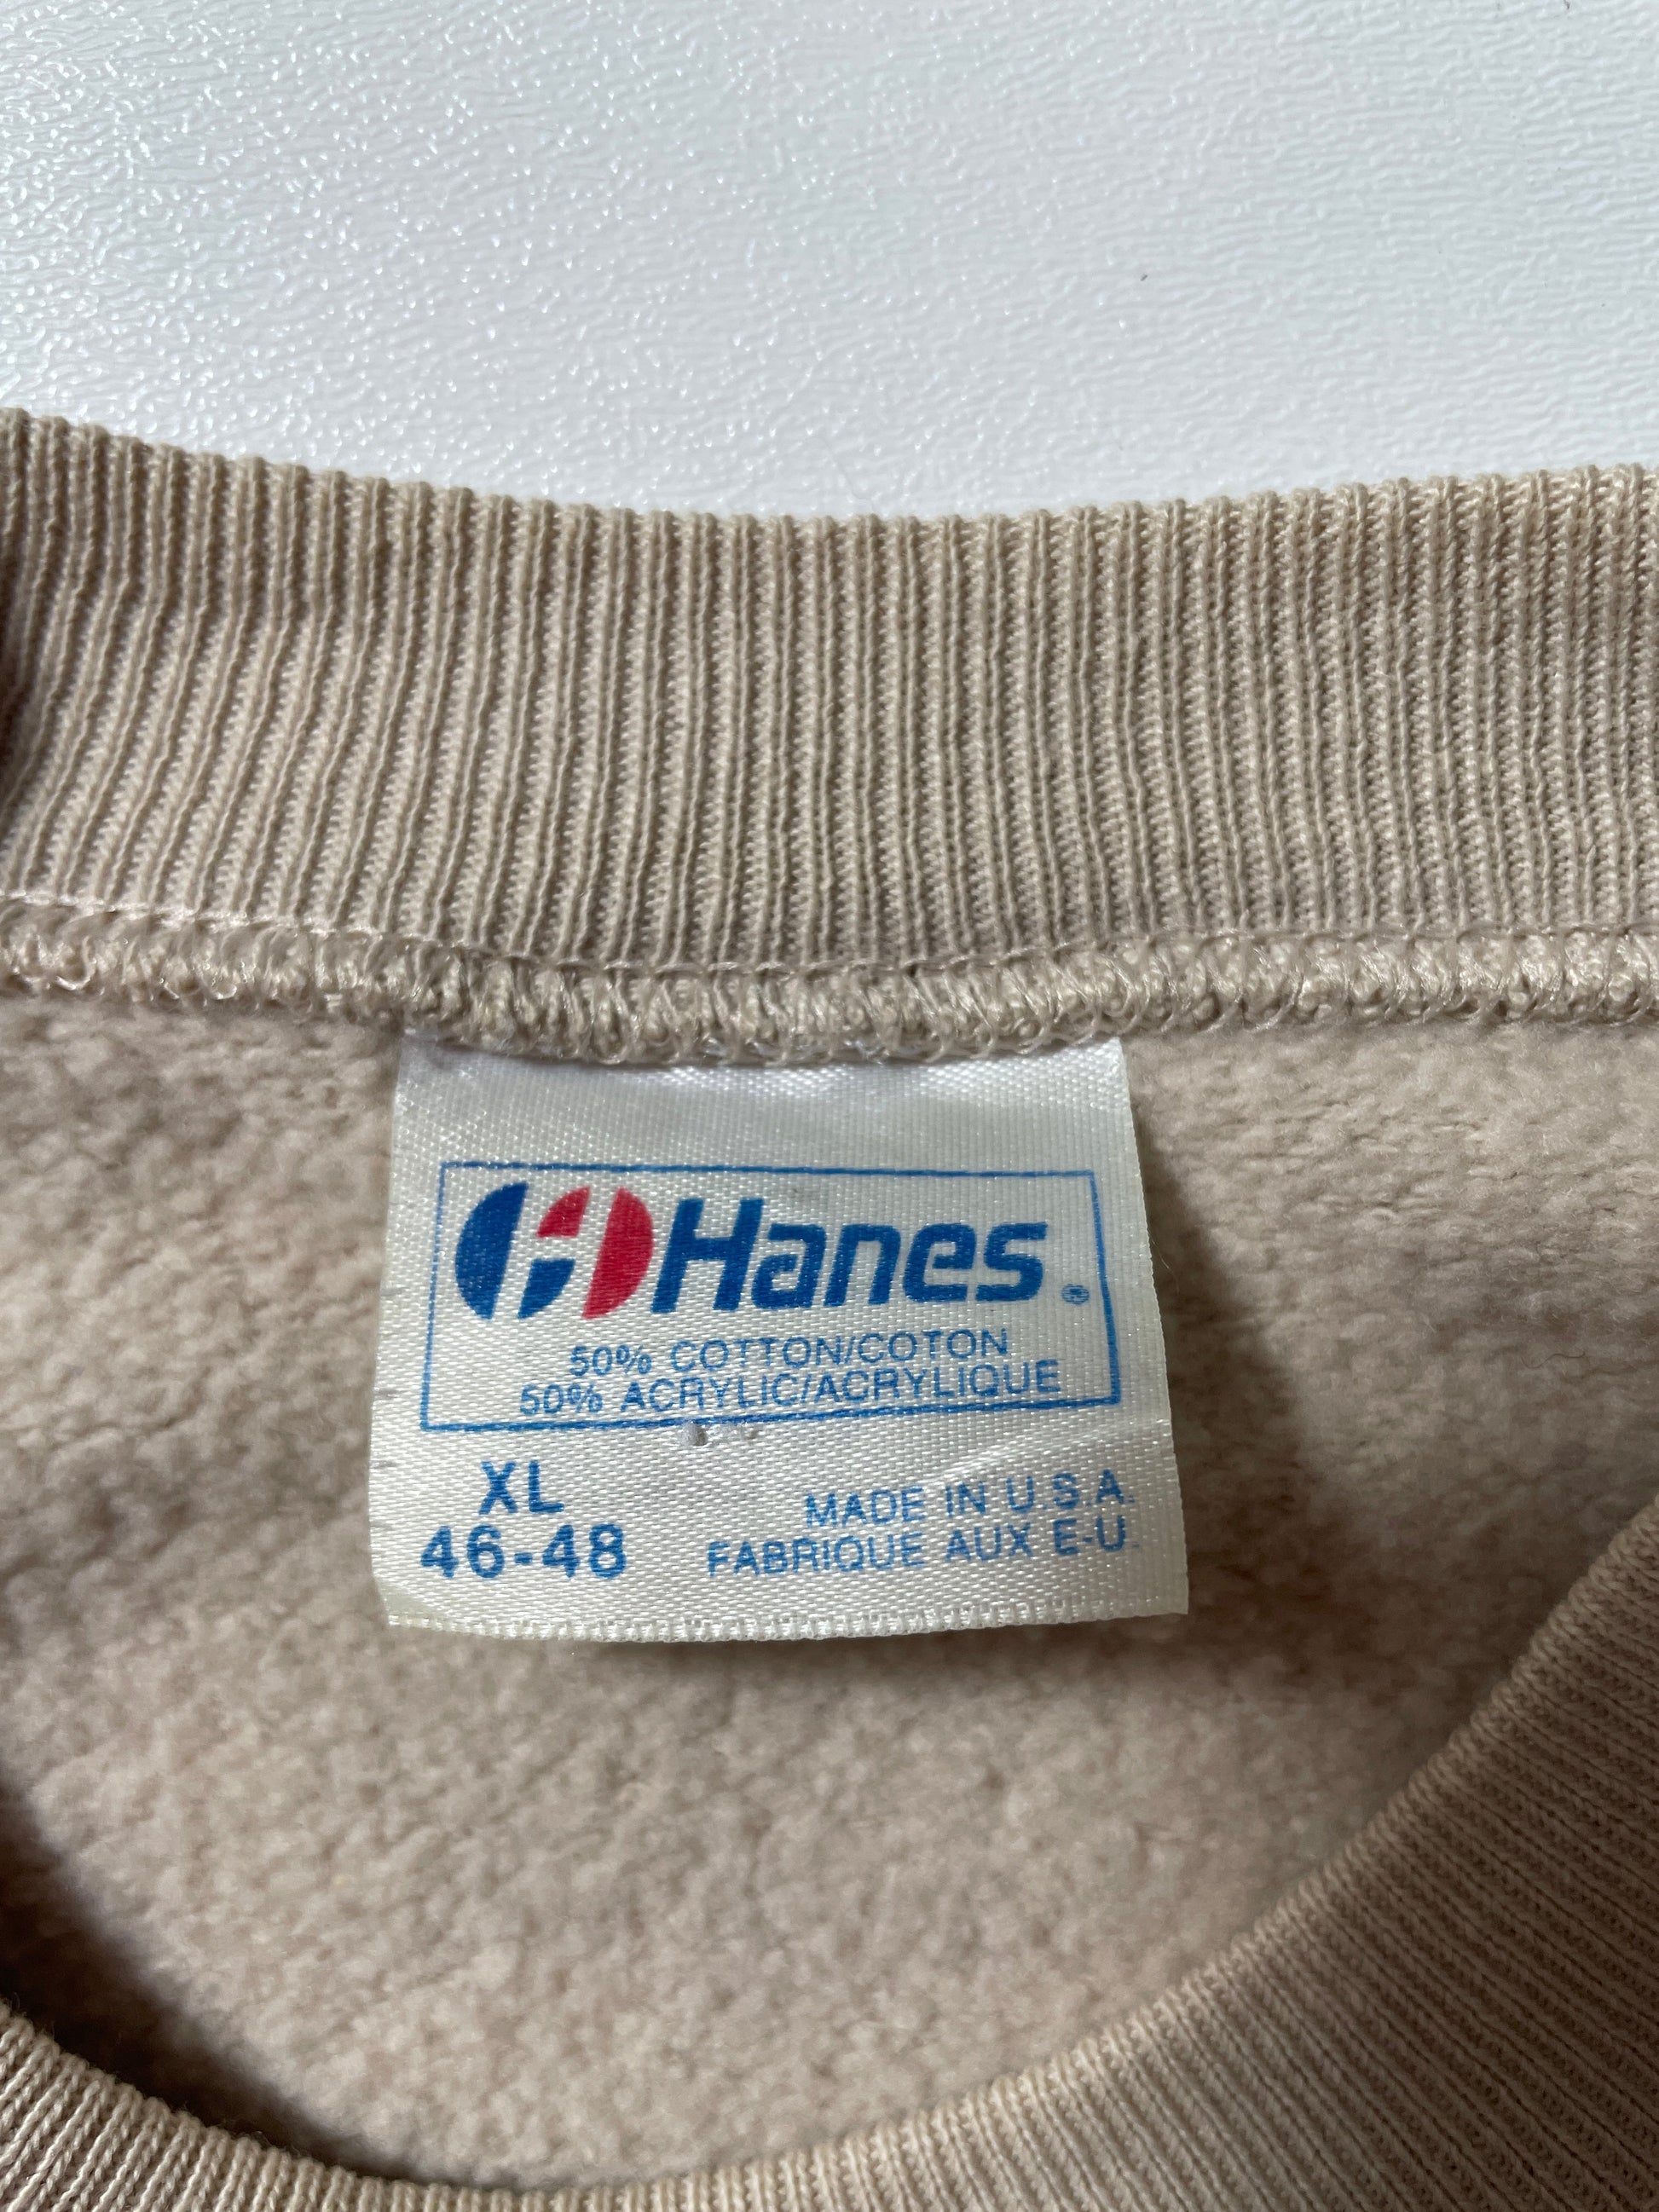 Hanes®
50% COTTON/COTON
50% ACRYLIC/ACRYLIQUE
XL
46-48
MADE IN U.S.A.
FABRIQUE AUX E-U.